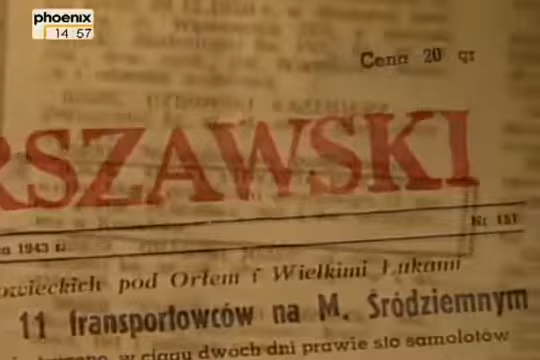 phoenix
14 57
Cena 20 gr
RSZAWSKI
Nr 151
1943 r.
owieckich pod Orłem i Wielkimi Łukami
11 transportowców na M. Śródziemnym
w ciągu dwóch dni prawie sto samolotów